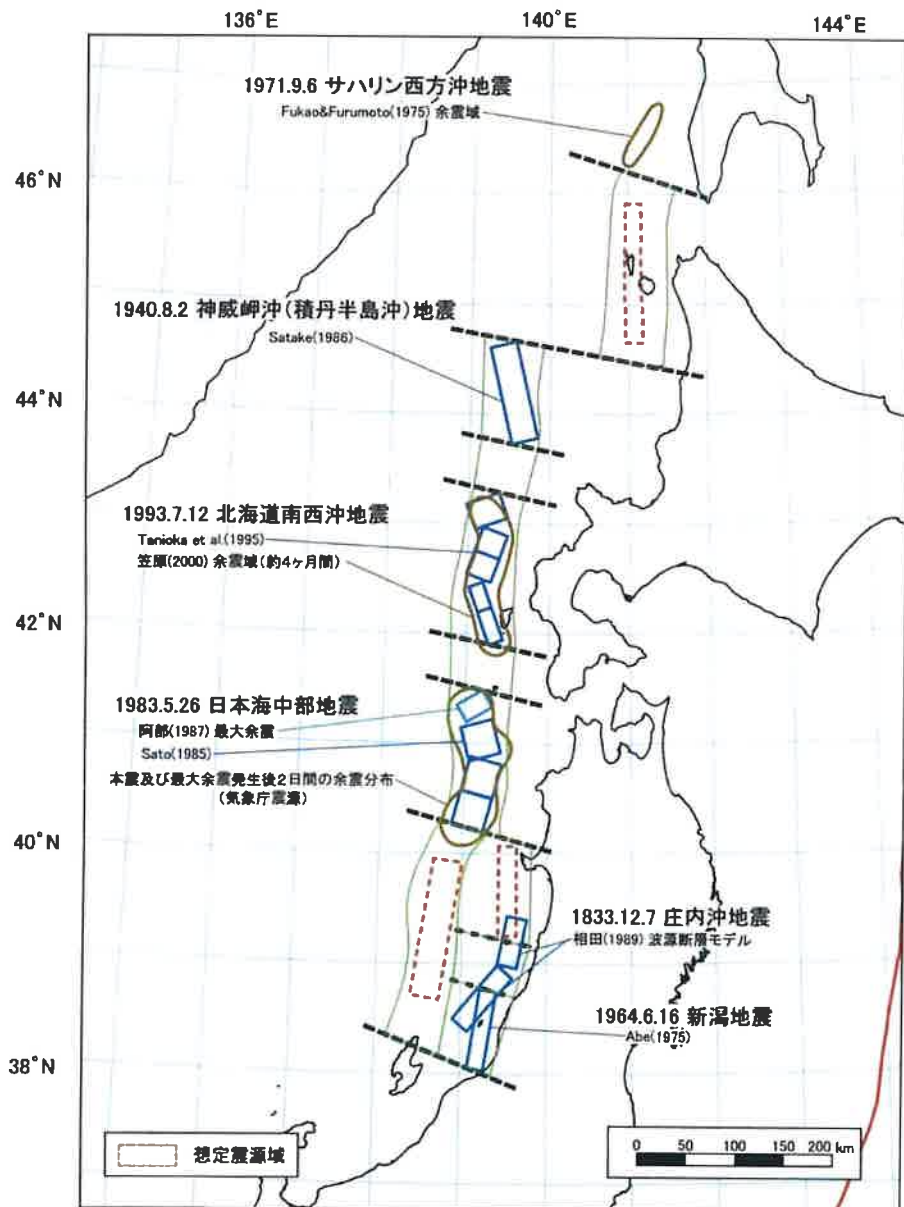 136°E
140°E
144°E
1971.9.6 サハリン西方沖地震
Fukao&Furumoto(1975) 余震域
46°N
1940.8.2 神威岬沖(積丹半島沖)地震
Satake(1986)
44°N
1993.7.12 北海道南西沖地震
Tanioka et al.(1995)
笠原(2000) 余震域(約4ヶ月間)
42°N
1983.5.26 日本海中部地震
阿部(1987) 最大余震
Sato(1985)
本震及び最大余震発生後2日間の余震分布
(気象庁震源)
40°N
1833.12.7 庄内沖地震
相田(1989) 波源断層モデル
1964.6.16 新潟地震
Abe(1975)
38°N
想定震源域
0 50 100 150 200 km